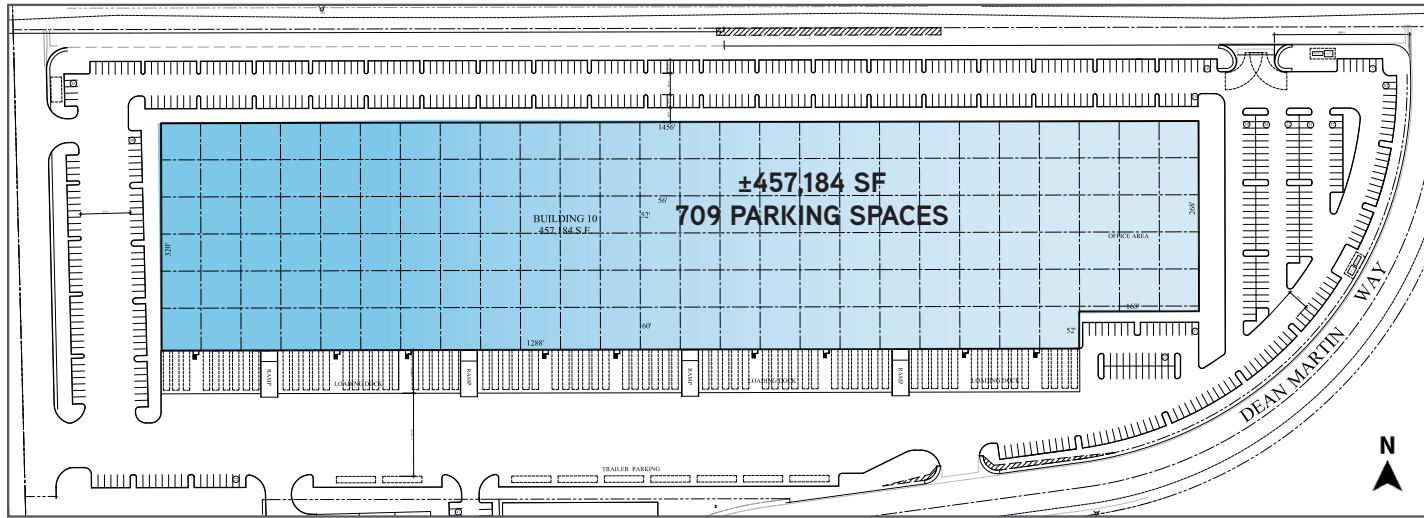 1456'
±457,184 SF
709 PARKING SPACES
56'
52'
BUILDING 10
457,184 S.F.
320'
268'
OFFICE AREA
163'
60'
52'
1288'
RAMP
LOADING DOCK
RAMP
RAMP
LOADING DOCK
RAMP
LOADING DOCK
TRAILER PARKING
DEAN MARTIN WAY
N